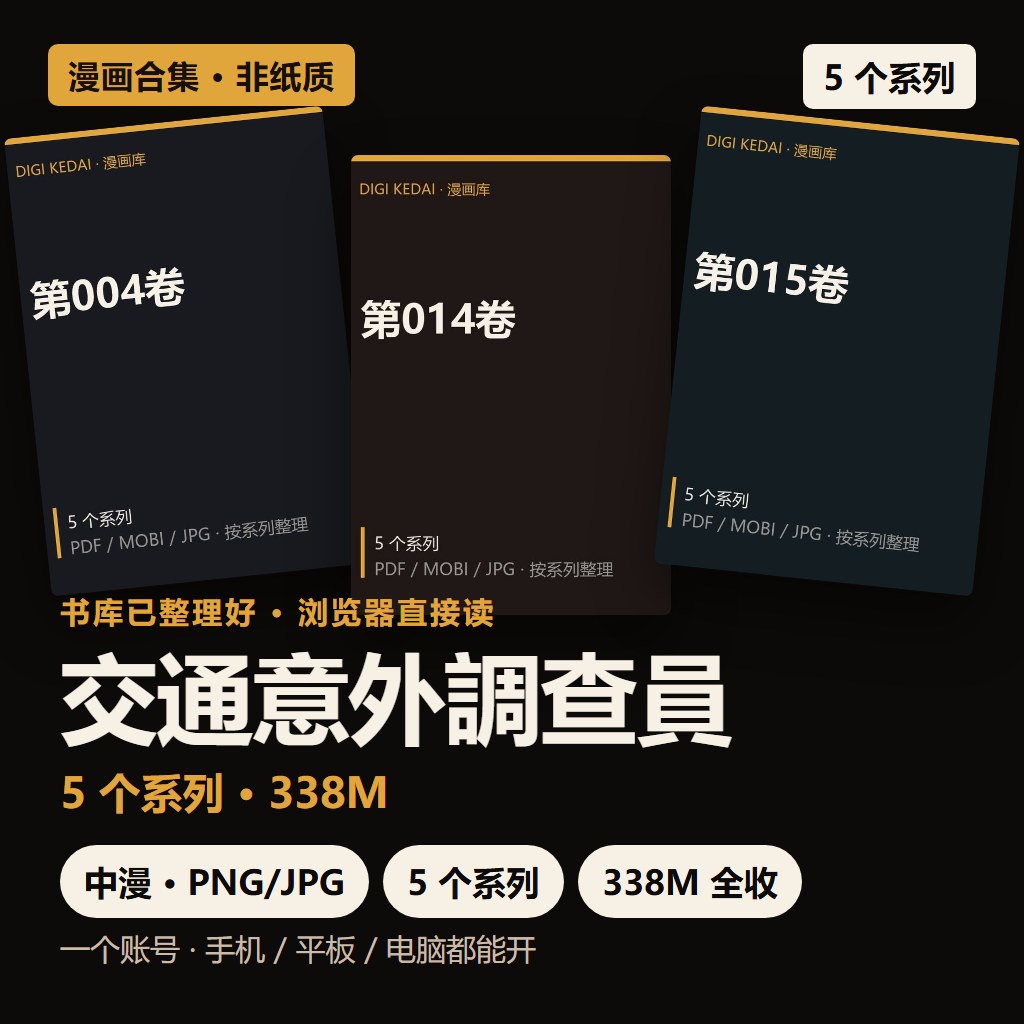 漫画合集 · 非纸质
5 个系列
DIGI KEDAI · 漫画库
第004卷
5 个系列
PDF / MOBI / JPG · 按系列整理
DIGI KEDAI · 漫画库
第014卷
5 个系列
PDF / MOBI / JPG · 按系列整理
DIGI KEDAI · 漫画库
第015卷
5 个系列
PDF / MOBI / JPG · 按系列整理
书库已整理好 · 浏览器直接读
交通意外調查員
5 个系列 · 338M
中漫 · PNG/JPG
5 个系列
338M 全收
一个账号 · 手机 / 平板 / 电脑都能开